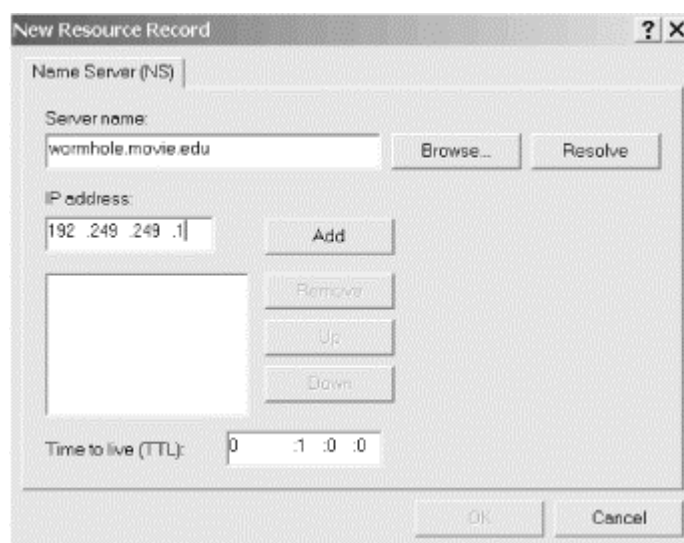 New Resource Record ? X
Name Server (NS)
Server name:
wormhole.movie.edu Browse... Resolve
IP address:
192 .249 .249 .1 Add
Remove
Up
Down
Time to live (TTL): 0 :1 :0 :0
OK Cancel